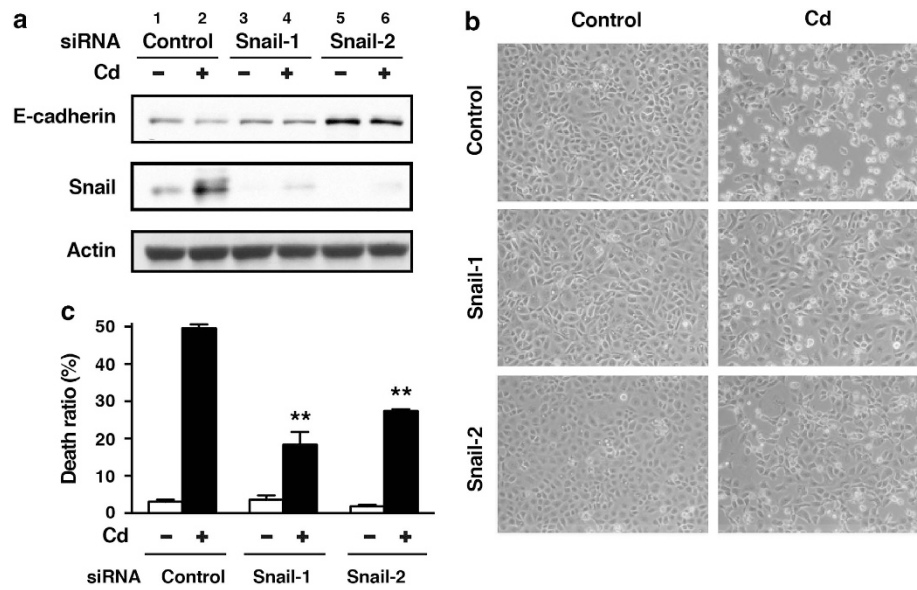 a
1 2 3 4 5 6
siRNA Control Snail-1 Snail-2
Cd − + − + − +
E-cadherin
Snail
Actin
b
Control Cd
Control
Snail-1
Snail-2
c
Death ratio (%)
50
40
30
20
10
0
** **
Cd − + − + − +
siRNA Control Snail-1 Snail-2